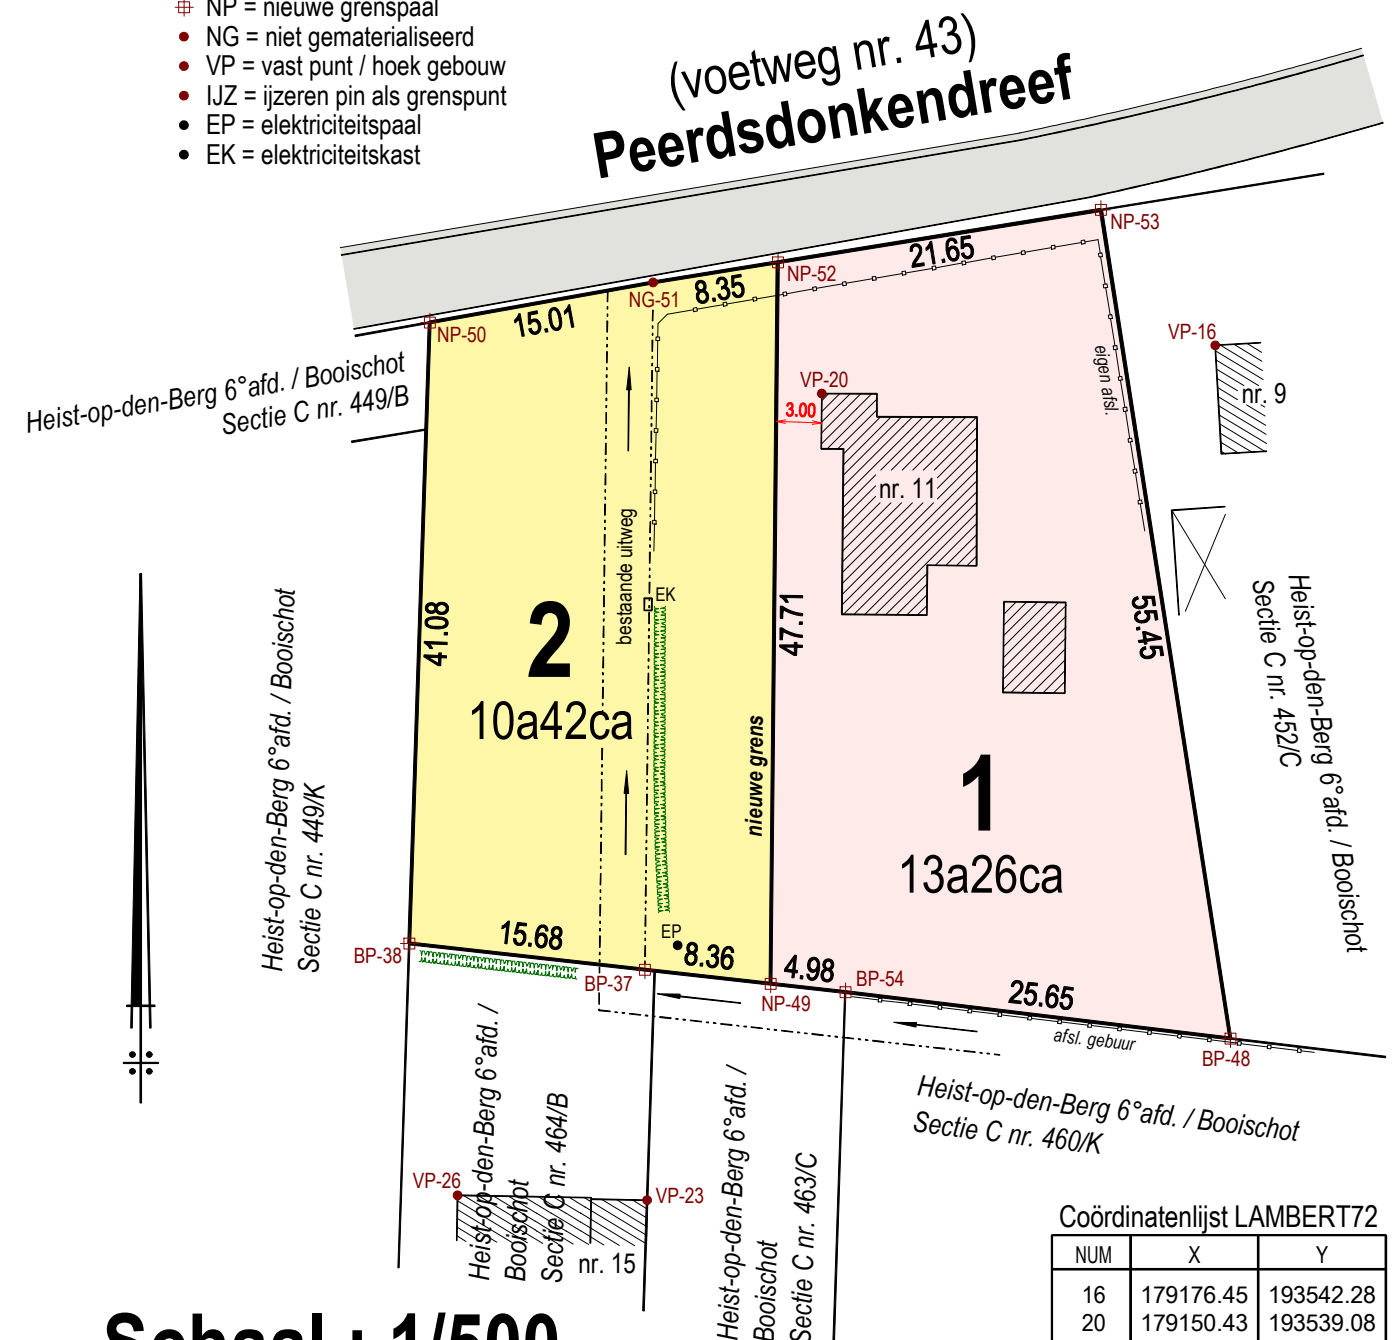 NP = nieuwe grenspaal
NG = niet gematerialiseerd
VP = vast punt / hoek gebouw
IJZ = ijzeren pin als grenspunt
EP = elektriciteitspaal
EK = elektriciteitskast
(voetweg nr. 43)
Peerdsdonkendreef
NP-53
21.65
NP-52
8.35
NG-51
15.01
NP-50
VP-16
nr. 9
eigen afsl.
VP-20
3.00
nr. 11
Heist-op-den-Berg 6°afd. / Booischot
Sectie C nr. 449/B
bestaande uitweg
EK
41.08
2
10a42ca
47.71
nieuwe grens
55.45
1
13a26ca
Heist-op-den-Berg 6°afd. / Booischot
Sectie C nr. 452/C
Heist-op-den-Berg 6°afd. / Booischot
Sectie C nr. 449/K
BP-38
15.68
EP
8.36
BP-37
4.98
NP-49
BP-54
25.65
afsl. gebuur
BP-48
Heist-op-den-Berg 6°afd. / Booischot
Sectie C nr. 460/K
Heist-op-den-Berg 6°afd. /
Booischot
Sectie C nr. 464/B
Heist-op-den-Berg 6°afd. /
Booischot
Sectie C nr. 463/C
VP-26
VP-23
nr. 15
Coördinatenlijst LAMBERT72
NUM X Y
16 179176.45 193542.28
20 179150.43 193539.08
Schaal : 1/500